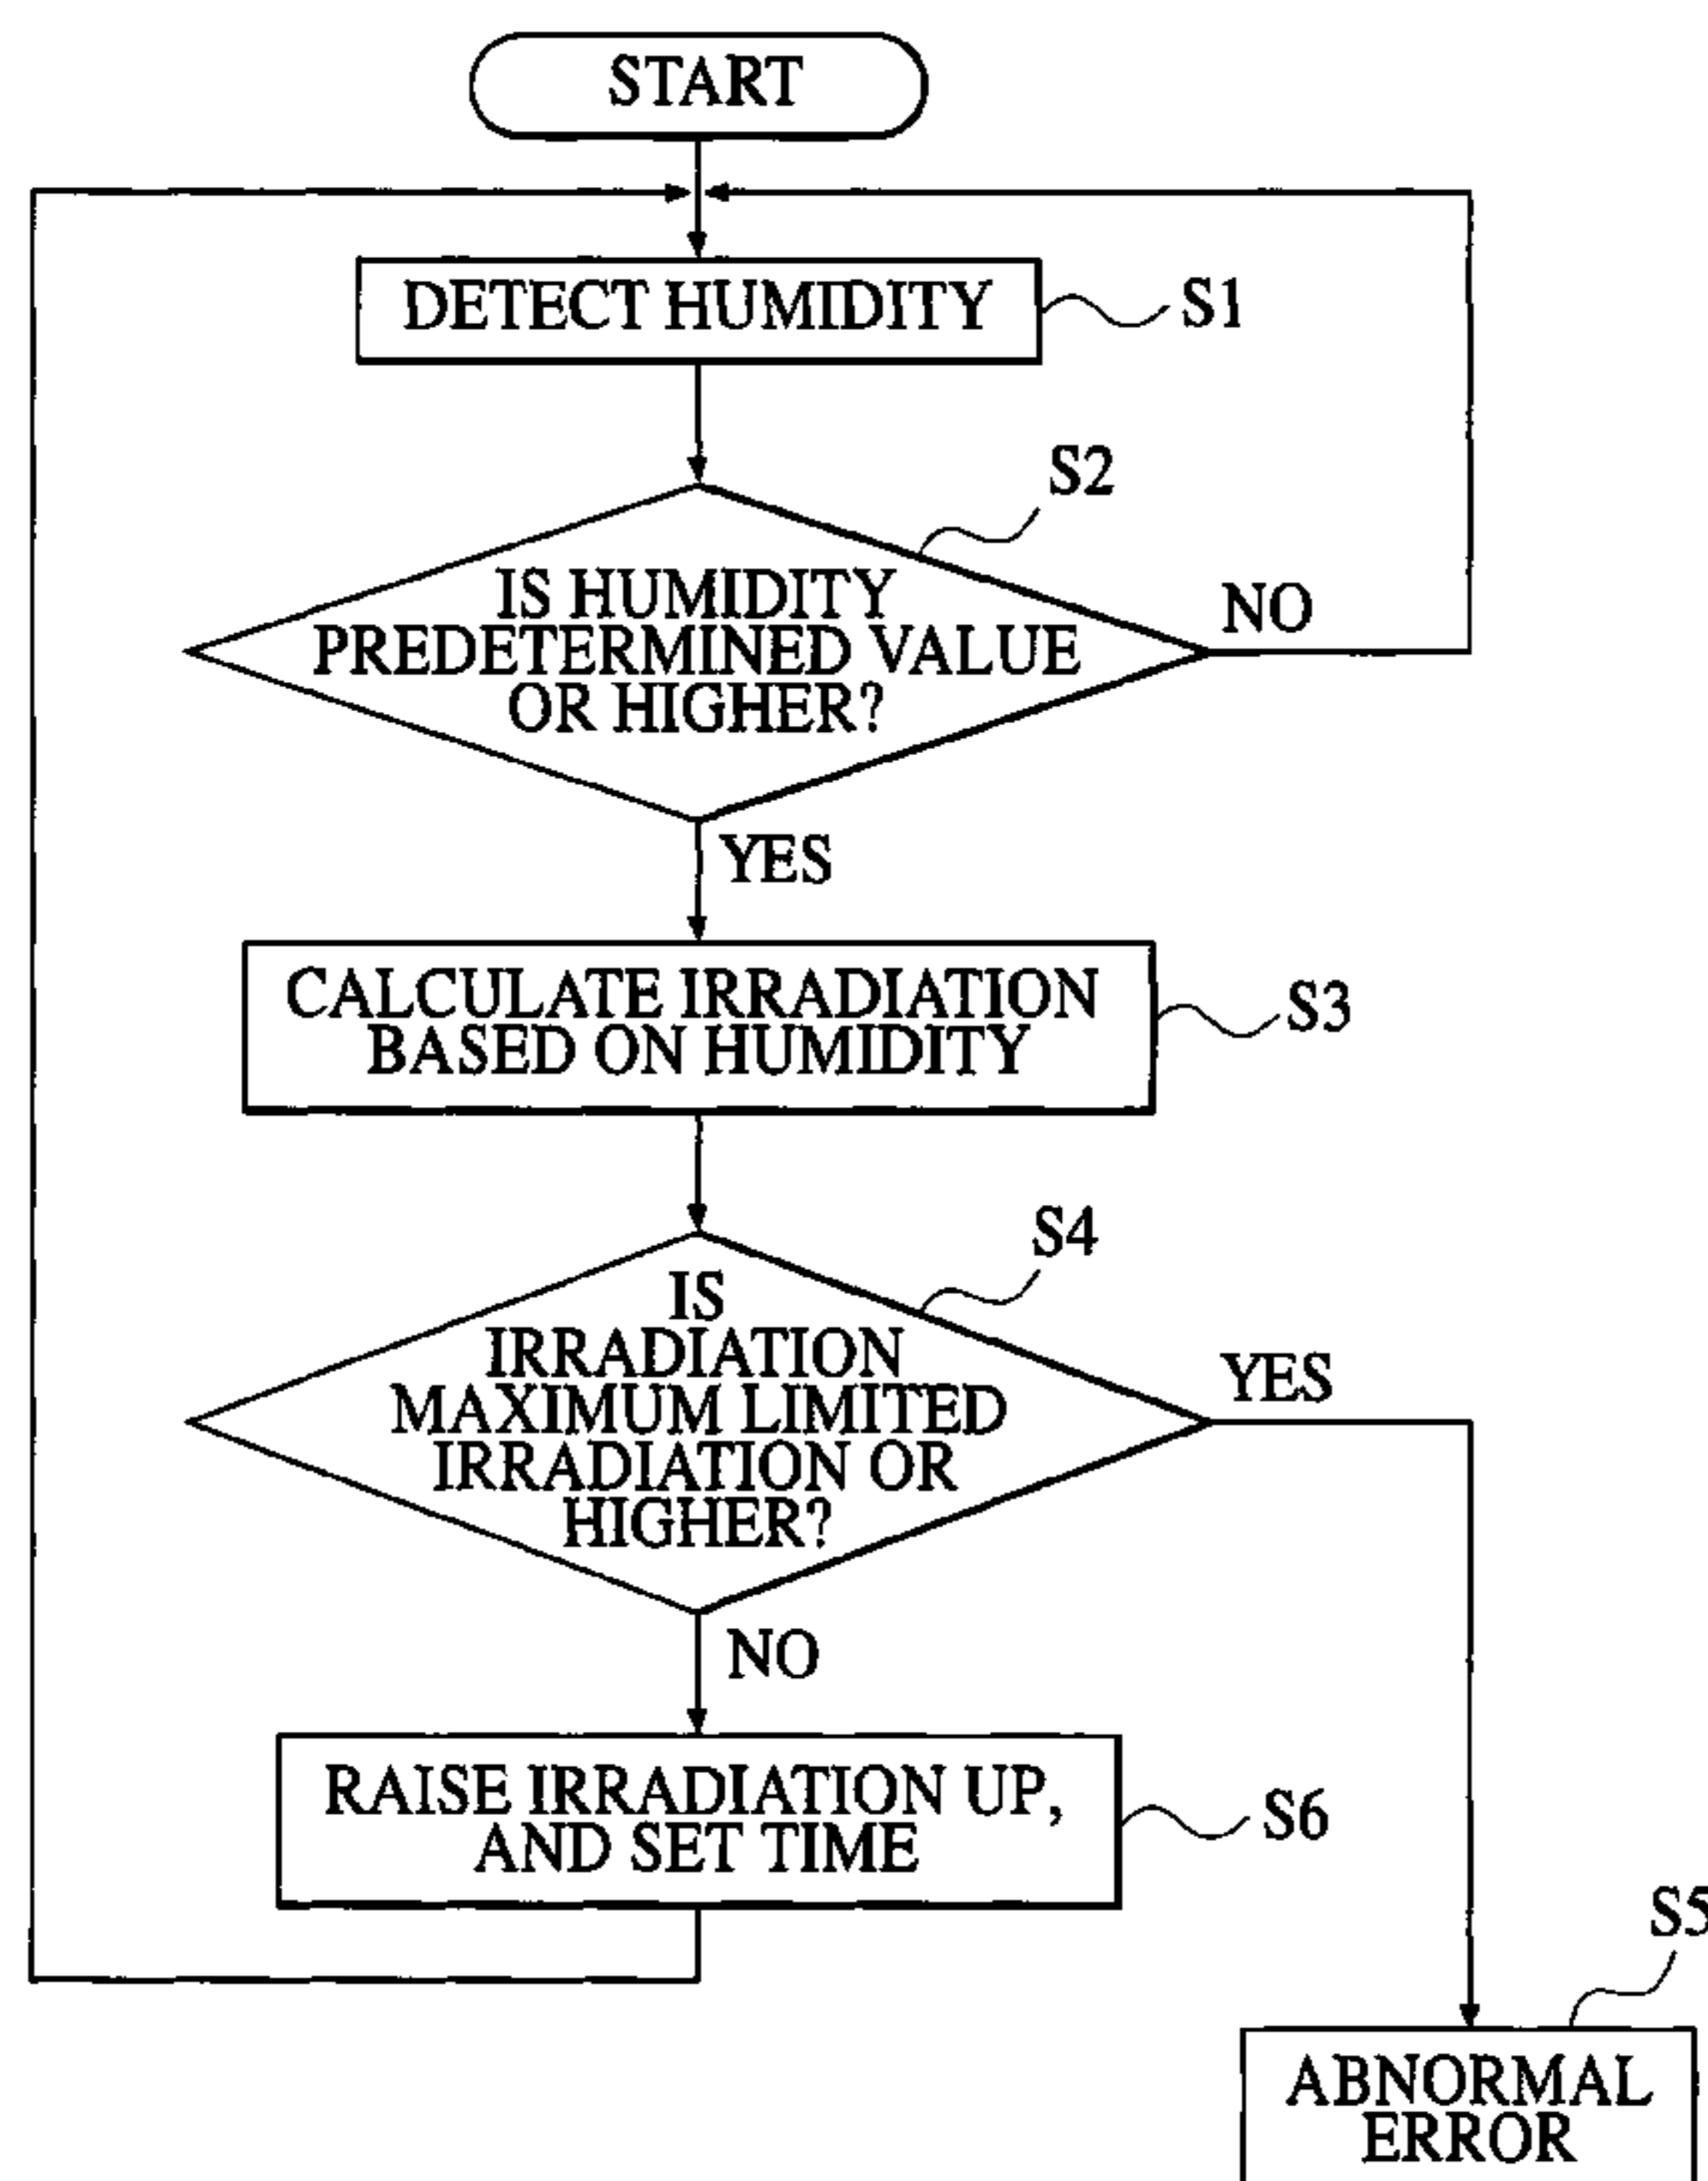 START
DETECT HUMIDITY
S1
S2
IS HUMIDITY
PREDETERMINED VALUE
OR HIGHER?
NO
YES
CALCULATE IRRADIATION
BASED ON HUMIDITY
S3
S4
IS
IRRADIATION
MAXIMUM LIMITED
IRRADIATION OR
HIGHER?
YES
NO
RAISE IRRADIATION UP,
AND SET TIME
S6
S5
ABNORMAL
ERROR